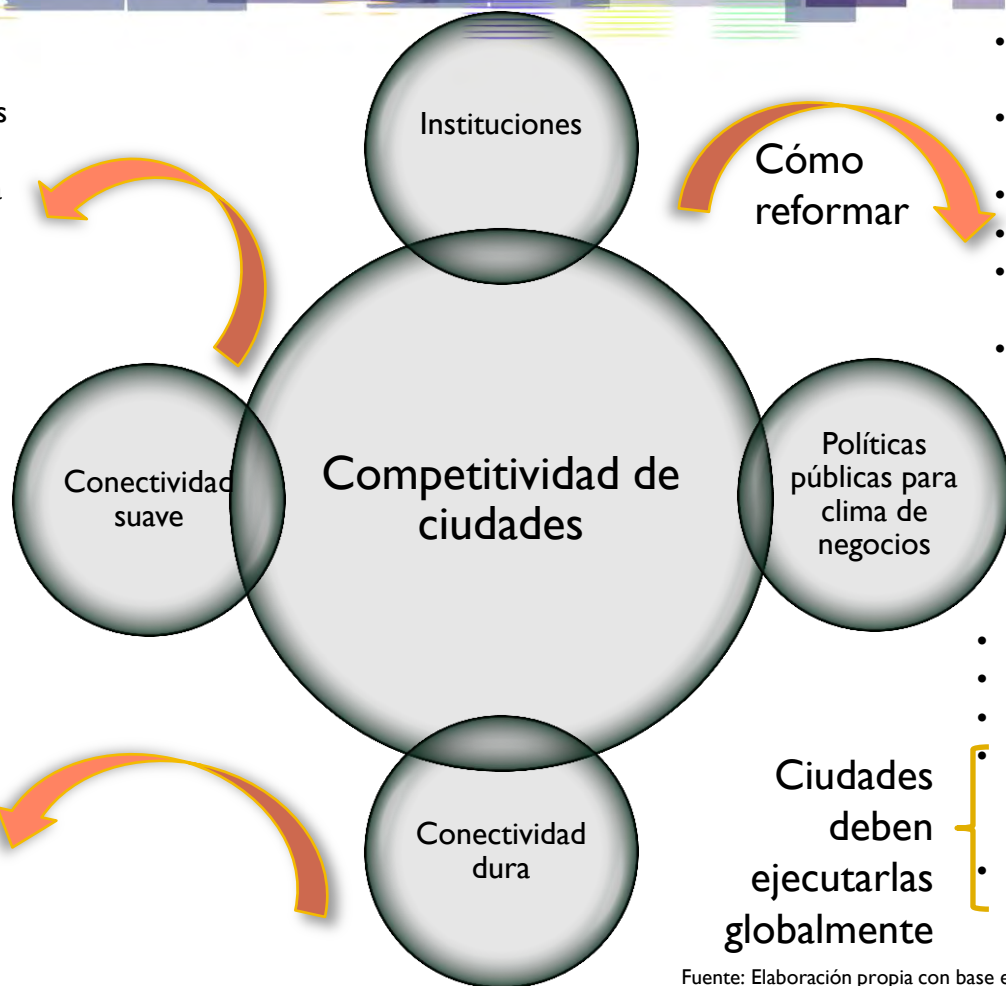 Instituciones
Cómo
reformar
Conectividad
suave
Competitividad de
ciudades
Políticas
públicas para
clima de
negocios
Conectividad
dura
Ciudades
deben
ejecutarlas
globalmente
Fuente: Elaboración propia con base e